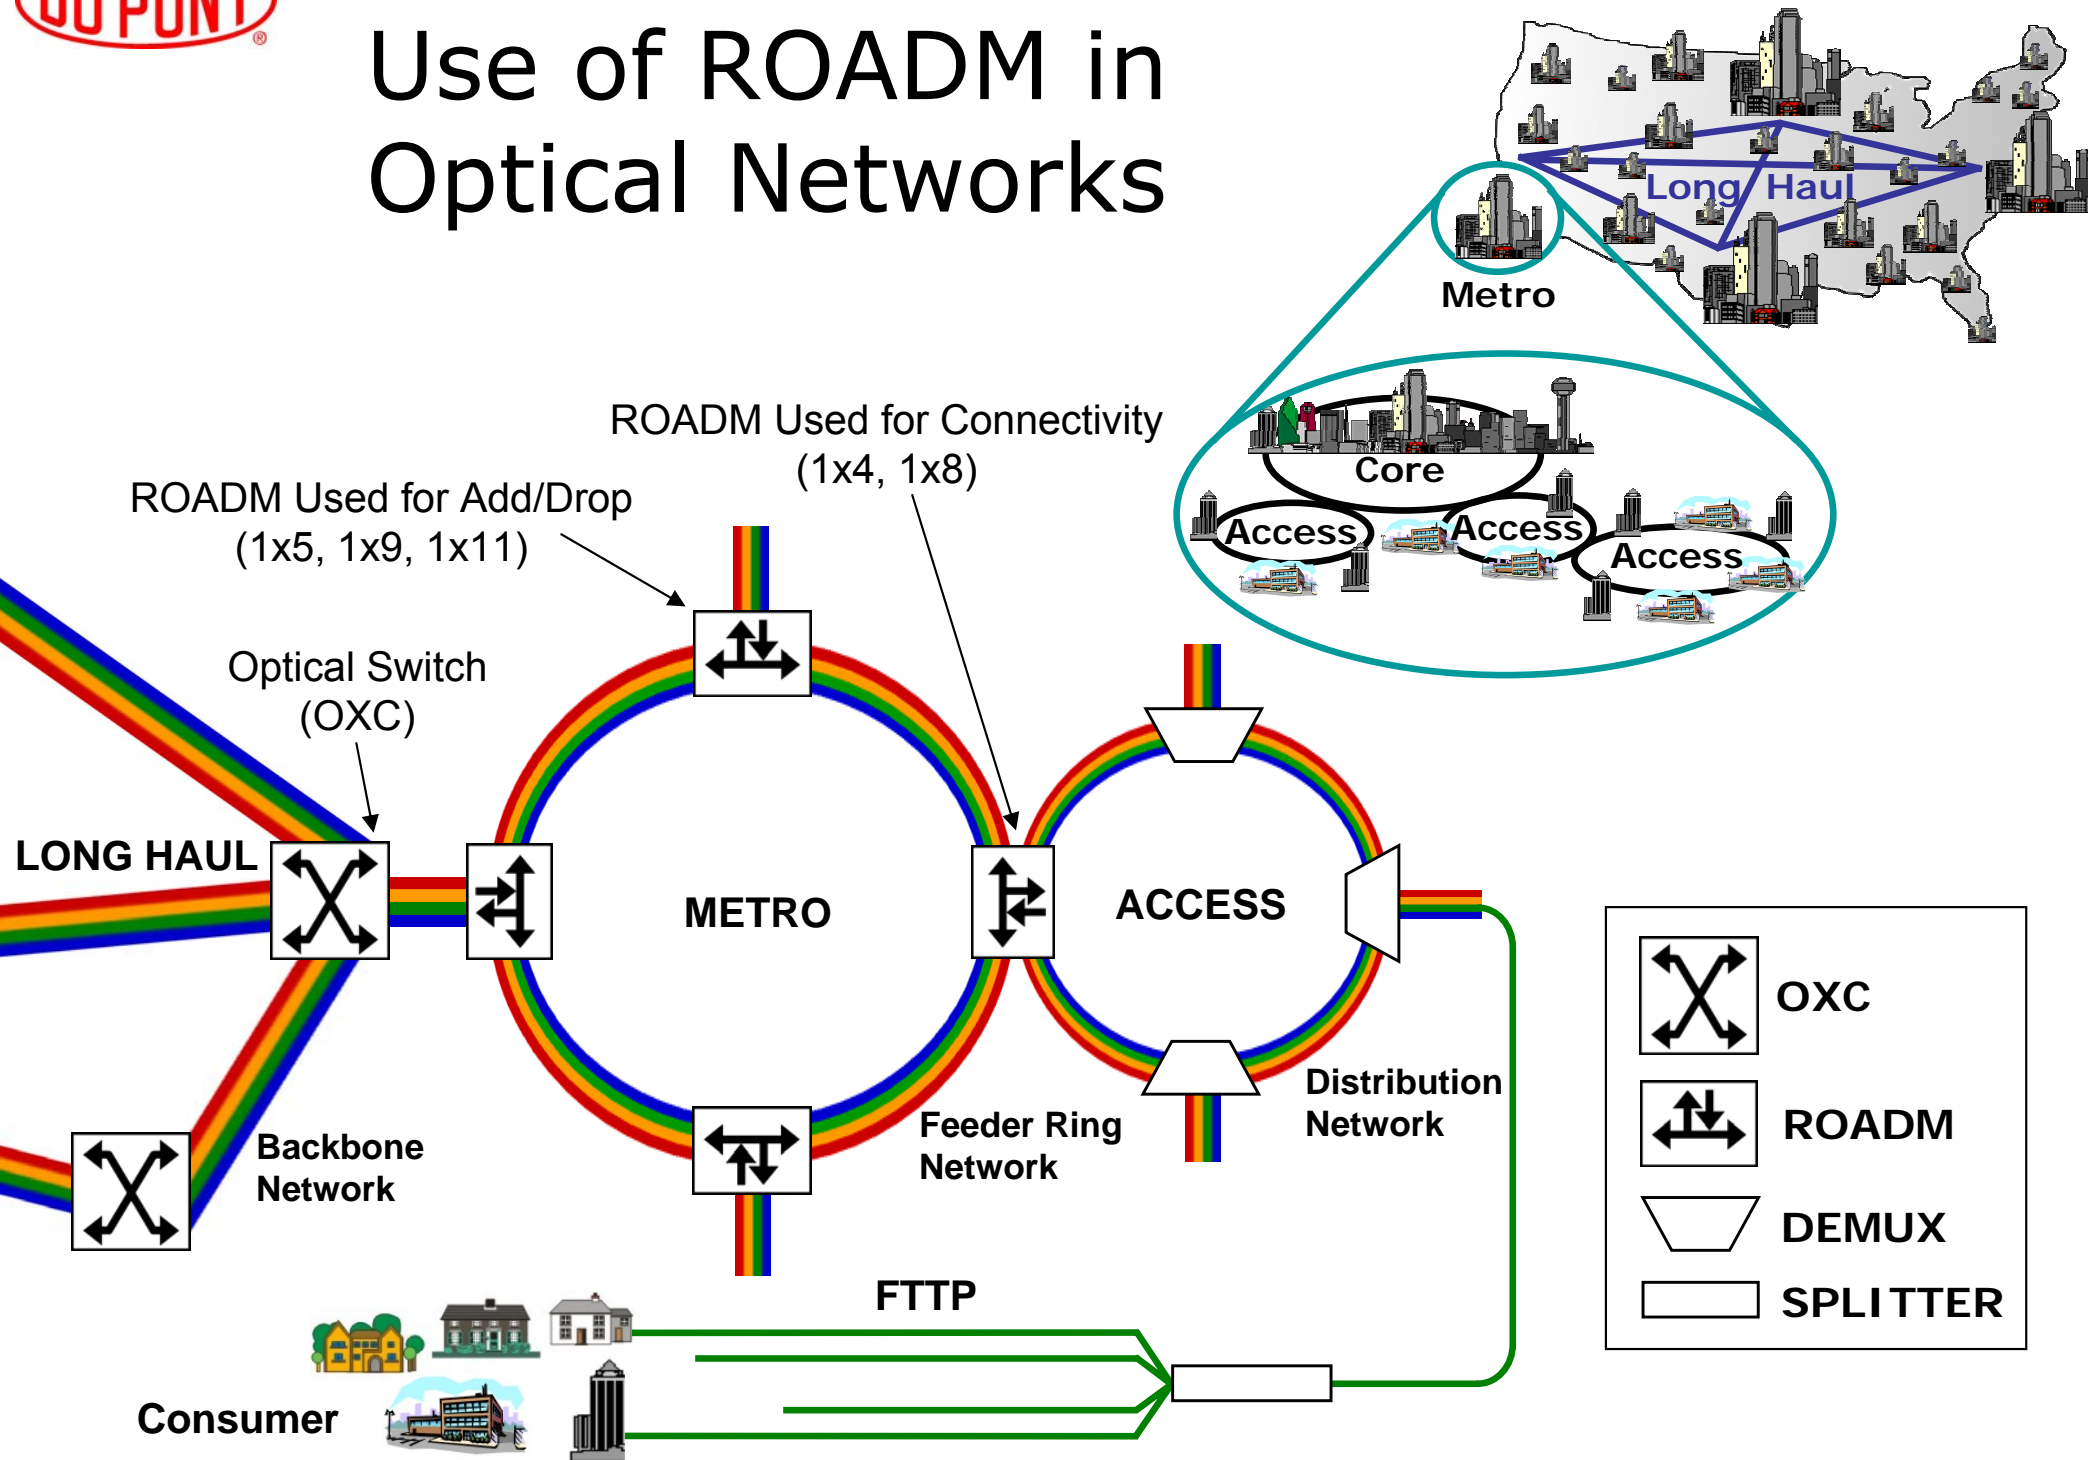 DU PONT
®
Use of ROADM in
Optical Networks
Long Haul
Metro
Core
Access
Access
Access
ROADM Used for Connectivity
(1x4, 1x8)
ROADM Used for Add/Drop
(1x5, 1x9, 1x11)
Optical Switch
(OXC)
LONG HAUL
METRO
ACCESS
Backbone
Network
Feeder Ring
Network
Distribution
Network
OXC
ROADM
DEMUX
SPLITTER
FTTP
Consumer